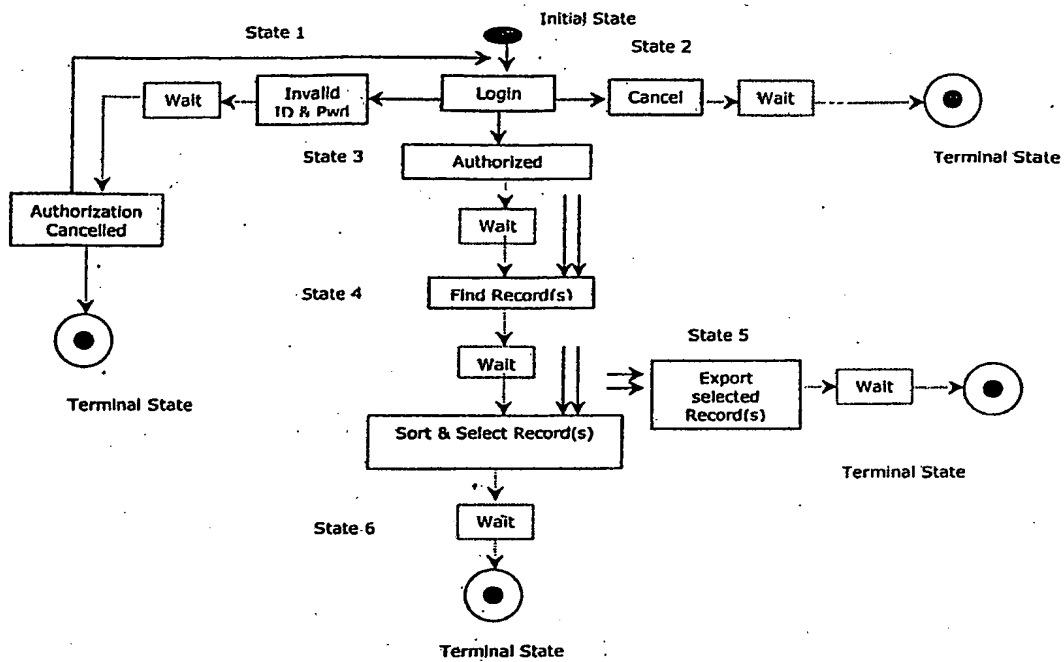 Initial State
State 1
State 2
Wait
Invalid
ID & Pwd
Login
Cancel
Wait
Terminal State
State 3
Authorized
Authorization
Cancelled
Wait
State 4
Find Record(s)
Wait
State 5
Export
selected
Record(s)
Wait
Terminal State
Sort & Select Record(s)
Terminal State
State 6
Wait
Terminal State